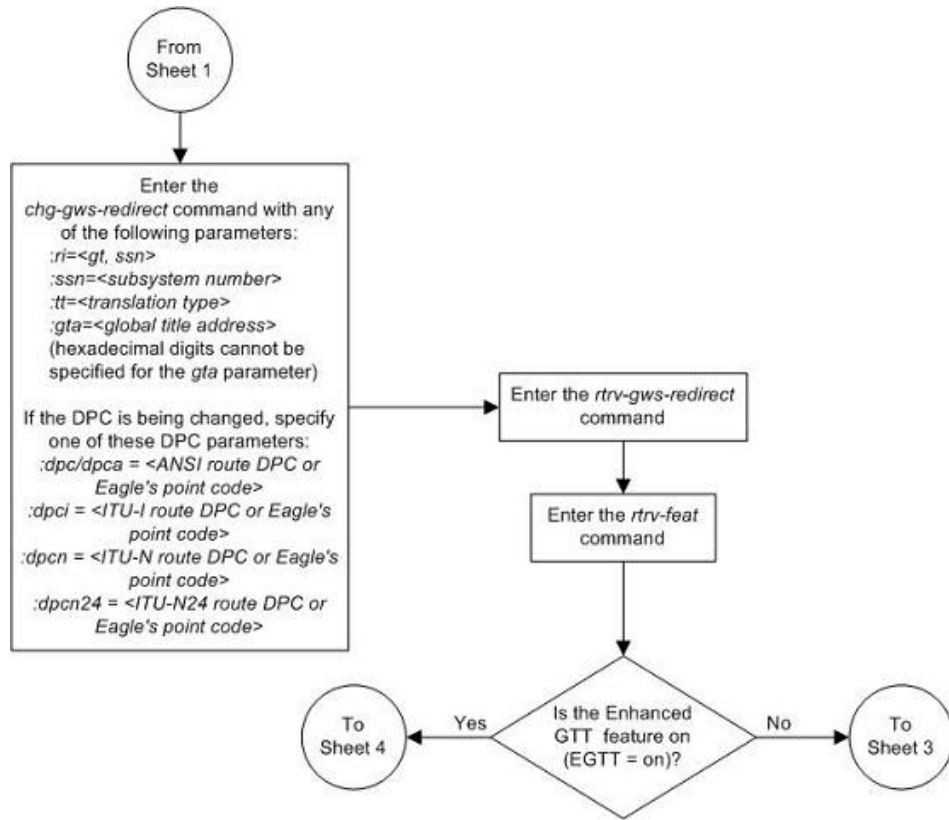 From
Sheet 1
Enter the
chg-gws-redirect command with any
of the following parameters:
:ri=<gt, ssn>
:ssn=<subsystem number>
:tt=<translation type>
:gta=<global title address>
(hexadecimal digits cannot be
specified for the gta parameter)
If the DPC is being changed, specify
one of these DPC parameters:
:dpc/dpca = <ANSI route DPC or
Eagle's point code>
:dpci = <ITU-I route DPC or Eagle's
point code>
:dpcn = <ITU-N route DPC or Eagle's
point code>
:dpcn24 = <ITU-N24 route DPC or
Eagle's point code>
Enter the rtrv-gws-redirect
command
Enter the rtrv-feat
command
Is the Enhanced
GTT feature on
(EGTT = on)?
Yes
To
Sheet 4
No
To
Sheet 3